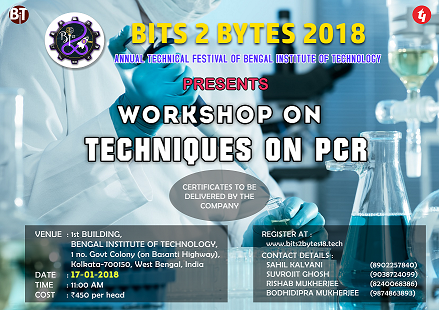 BIT
BITS 2 BYTES 2018
ANNUAL TECHNICAL FESTIVAL OF BENGAL INSTITUTE OF TECHNOLOGY
PRESENTS
WORKSHOP ON
TECHNIQUES ON PCR
CERTIFICATES TO BE
DELIVERED BY THE
COMPANY
VENUE : 1st BUILDING,
BENGAL INSTITUTE OF TECHNOLOGY,
1 no. Govt Colony (on Basanti Highway),
Kolkata-700150, West Bengal, India
DATE : 17-01-2018
TIME : 11:00 AM
COST : ₹450 per head
REGISTER AT :
www.bits2bytes18.tech
CONTACT DETAILS :
SAHIL KALYANI (8902257840)
SUVROJIT GHOSH (9038724099)
RISHAB MUKHERJEE (8240068386)
BODHIDIPRA MUKHERJEE (9874863893)